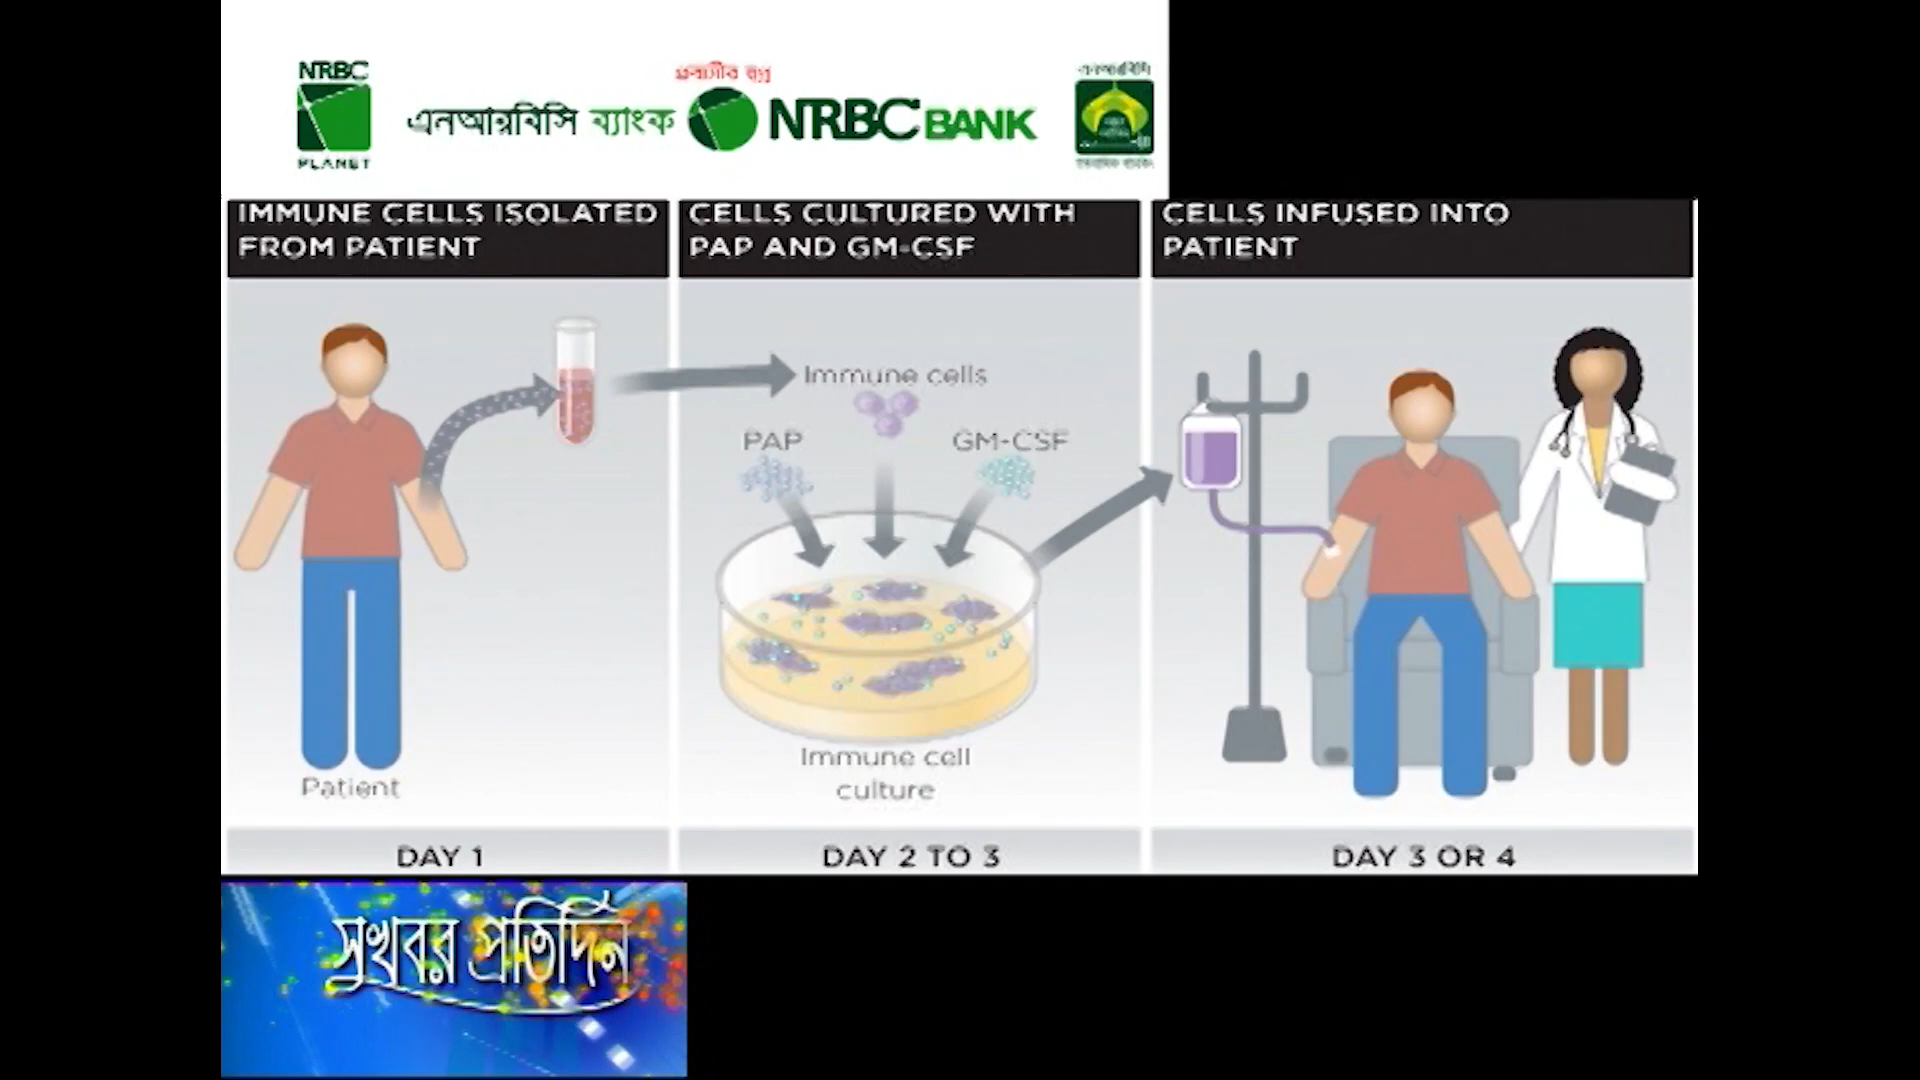 NRBC
PLANET
এনআরবিসি ব্যাংক
NRBC BANK
IMMUNE CELLS ISOLATED
FROM PATIENT
CELLS CULTURED WITH
PAP AND GM-CSF
CELLS INFUSED INTO
PATIENT
Immune cells
PAP
GM-CSF
Immune cell
culture
Patient
DAY 1
DAY 2 TO 3
DAY 3 OR 4
সুখবর প্রতিদিন